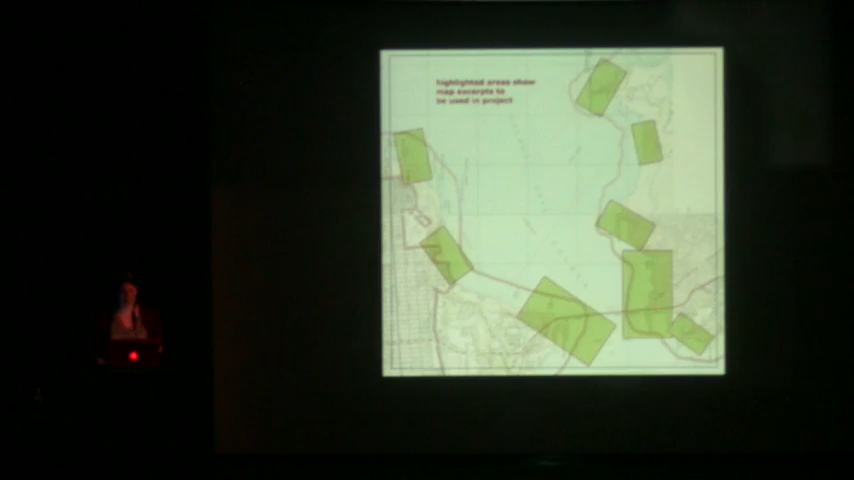 highlighted areas show
map excerpts to
be used in project